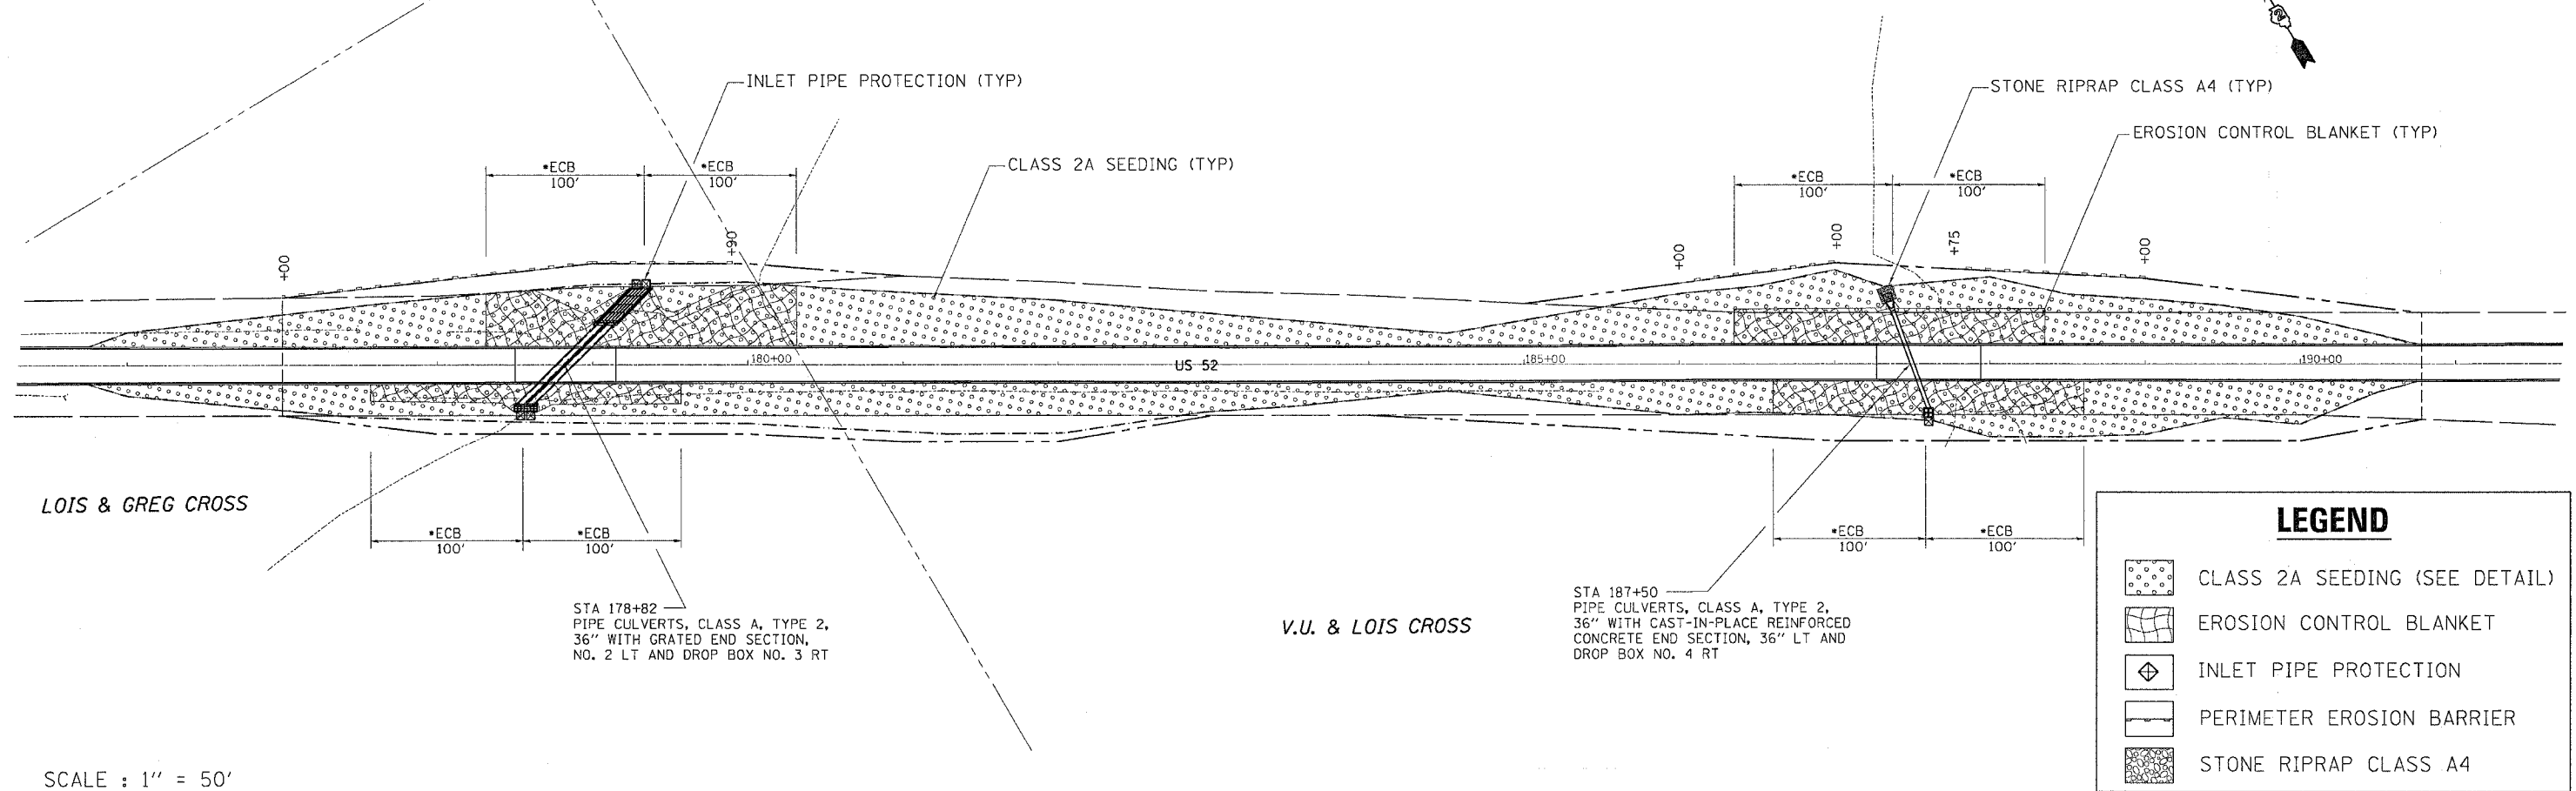 INLET PIPE PROTECTION (TYP)
STONE RIPRAP CLASS A4 (TYP)
EROSION CONTROL BLANKET (TYP)
CLASS 2A SEEDING (TYP)
*ECB
100'
*ECB
100'
*ECB
100'
*ECB
100'
+00
+90
+00
+00
+75
+00
180+00
US 52
185+00
190+00
LOIS & GREG CROSS
*ECB
100'
*ECB
100'
*ECB
100'
*ECB
100'
STA 178+82
PIPE CULVERTS, CLASS A, TYPE 2,
36" WITH GRATED END SECTION,
NO. 2 LT AND DROP BOX NO. 3 RT
V.U. & LOIS CROSS
STA 187+50
PIPE CULVERTS, CLASS A, TYPE 2,
36" WITH CAST-IN-PLACE REINFORCED
CONCRETE END SECTION, 36" LT AND
DROP BOX NO. 4 RT
LEGEND
CLASS 2A SEEDING (SEE DETAIL)
EROSION CONTROL BLANKET
INLET PIPE PROTECTION
PERIMETER EROSION BARRIER
STONE RIPRAP CLASS A4
SCALE : 1" = 50'